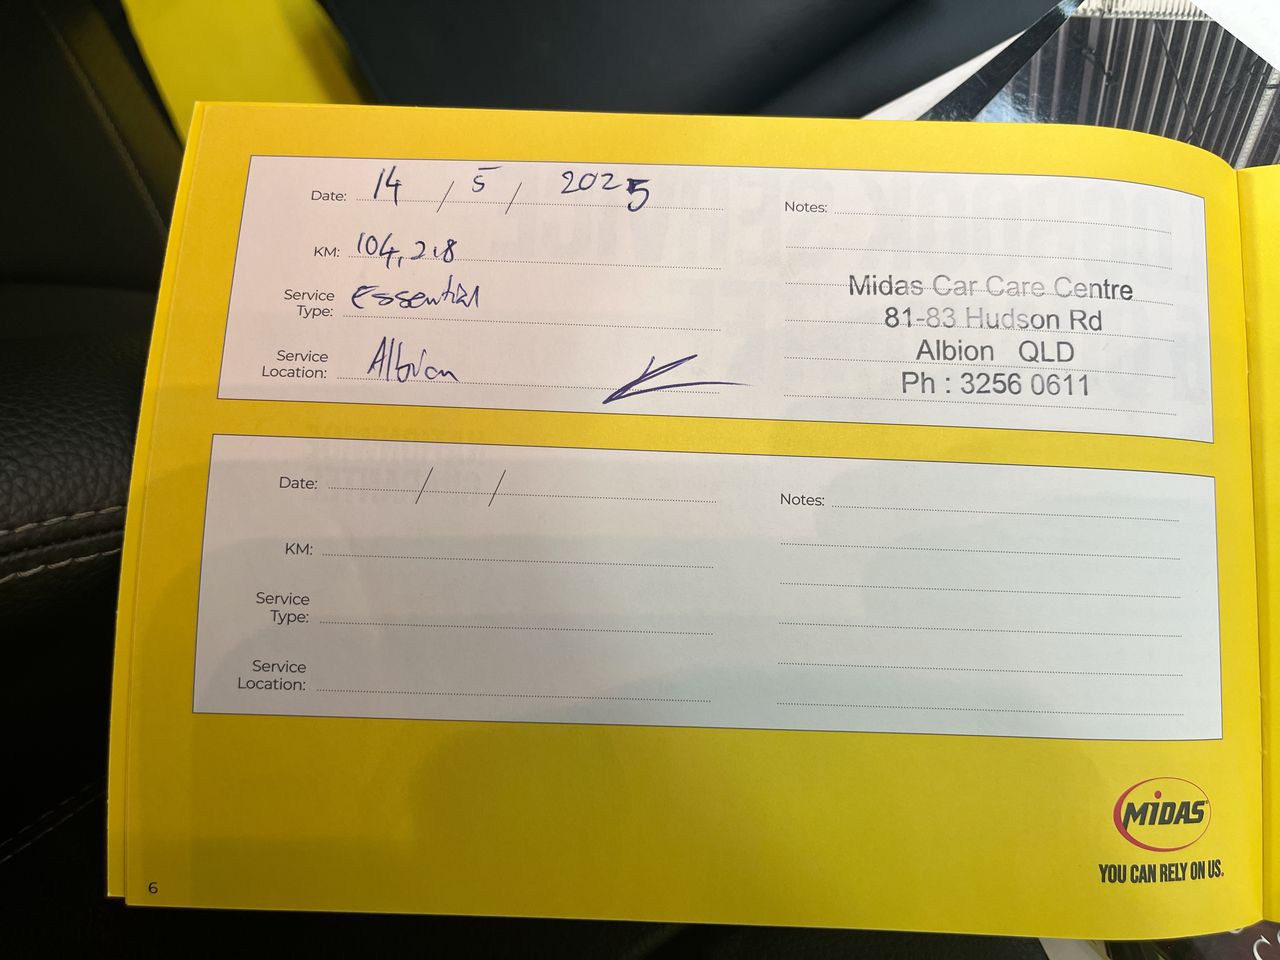 Date: 14 / 5 / 2025
KM: 104,218
Service Type: Essential
Service Location: Albion
Notes:
Midas Car Care Centre
81-83 Hudson Rd
Albion QLD
Ph : 3256 0611
Date: / /
KM:
Service
Type:
Service
Location:
Notes:
MIDAS
YOU CAN RELY ON US.
6